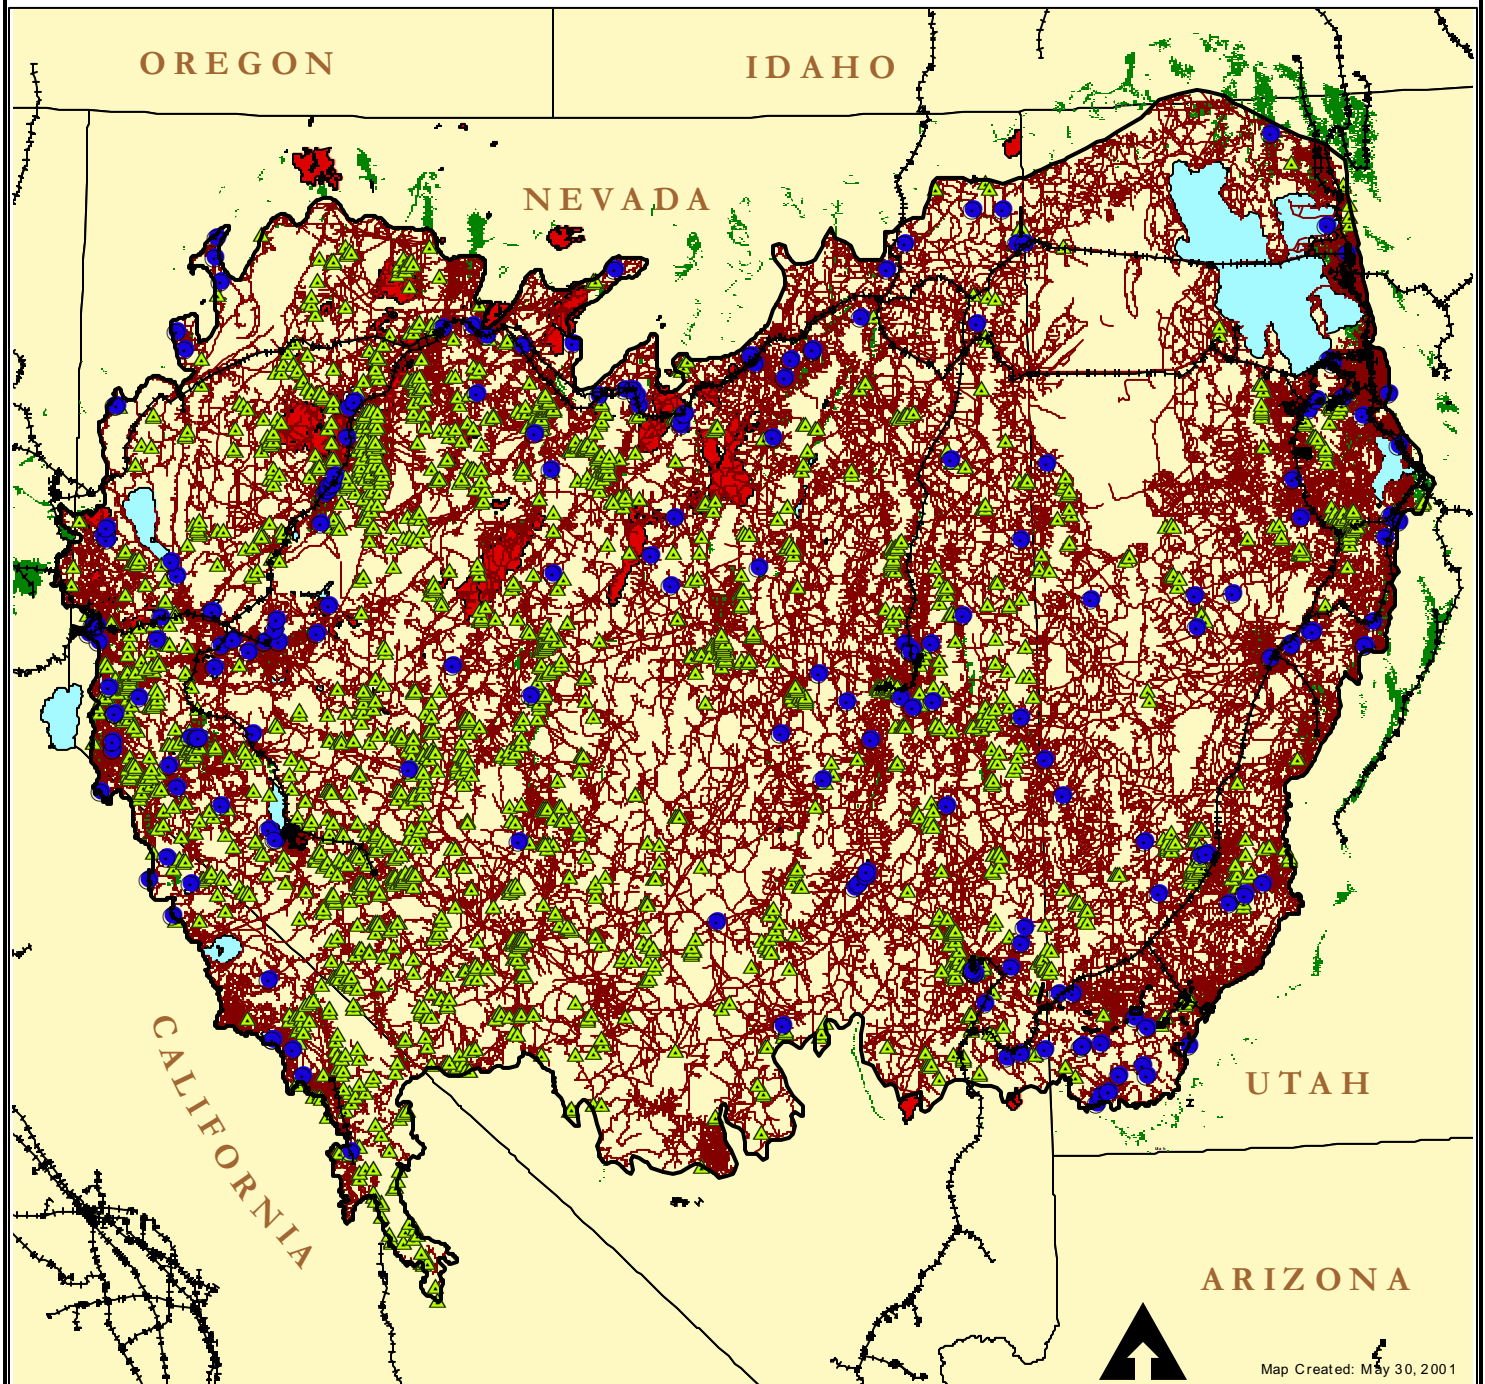 OREGON
IDAHO
NEVADA
CALIFORNIA
UTAH
ARIZONA
Map Created: May 30, 2001